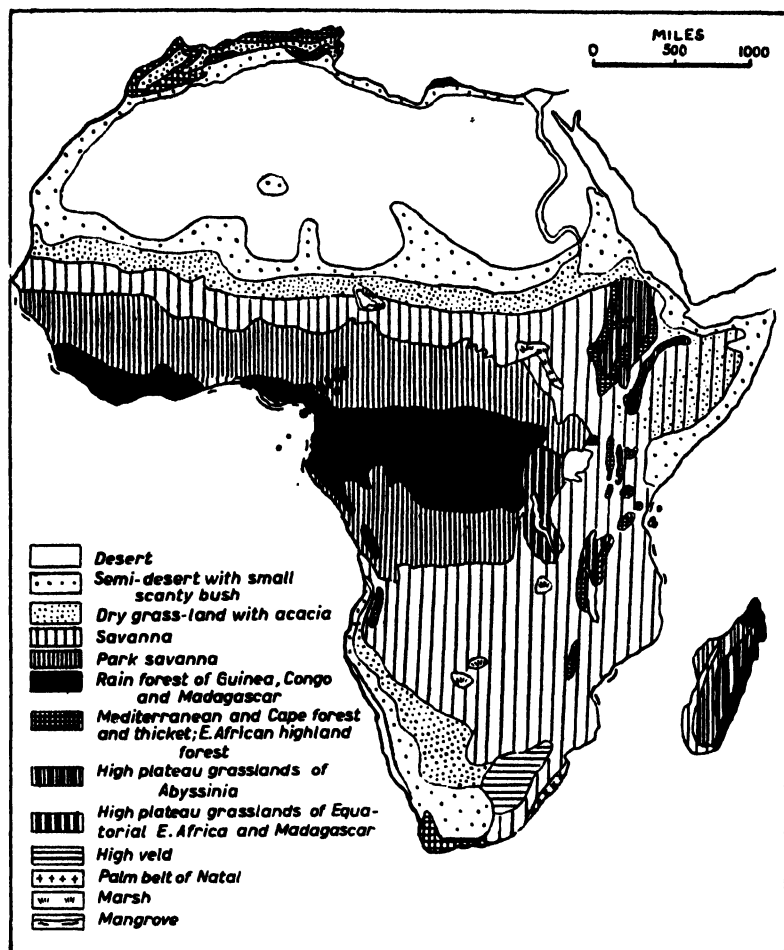 MILES
0 500 1000
Desert
Semi-desert with small
scanty bush
Dry grass-land with acacia
Savanna
Park savanna
Rain forest of Guinea, Congo
and Madagascar
Mediterranean and Cape forest
and thicket; E. African highland
forest
High plateau grasslands of
Abyssinia
High plateau grasslands of Equa-
torial E. Africa and Madagascar
High veld
Palm belt of Natal
Marsh
Mangrove